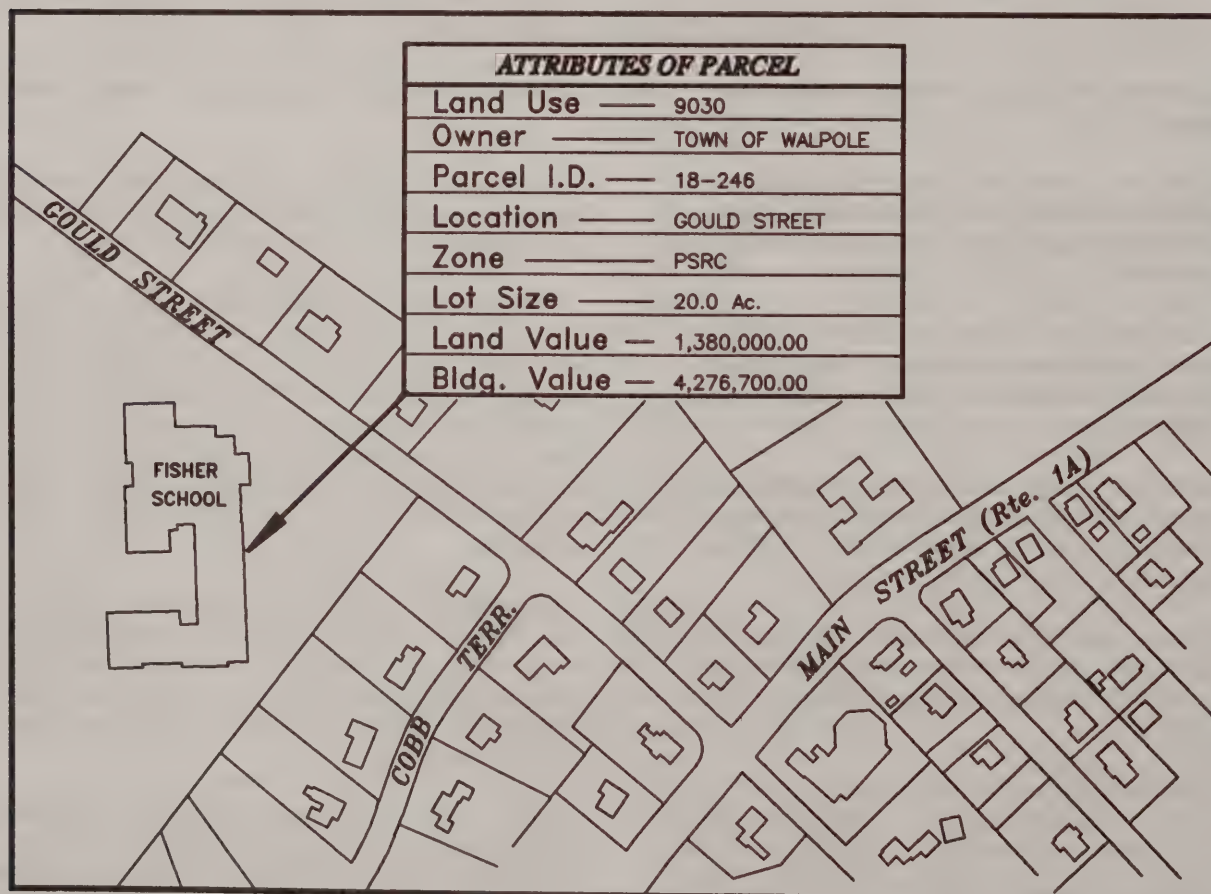 ATTRIBUTES OF PARCEL
Land Use — 9030
Owner — TOWN OF WALPOLE
Parcel I.D. — 18-246
Location — GOULD STREET
Zone — PSRC
Lot Size — 20.0 Ac.
Land Value — 1,380,000.00
Bldg. Value — 4,276,700.00
GOULD STREET
FISHER
SCHOOL
MAIN STREET (Rte. 1A)
COBB TERR.